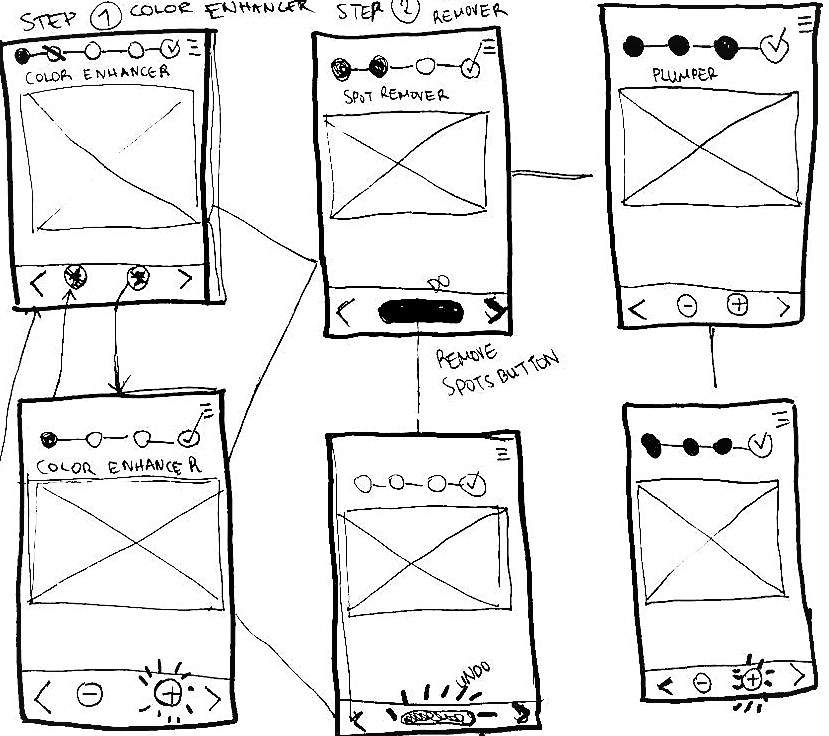 STEP 1 COLOR ENHANCER
STEP 2 REMOVER
COLOR ENHANCER
SPOT REMOVER
PLUMPER
DO
REMOVE
SPOTS BUTTON
COLOR ENHANCER
UNDO